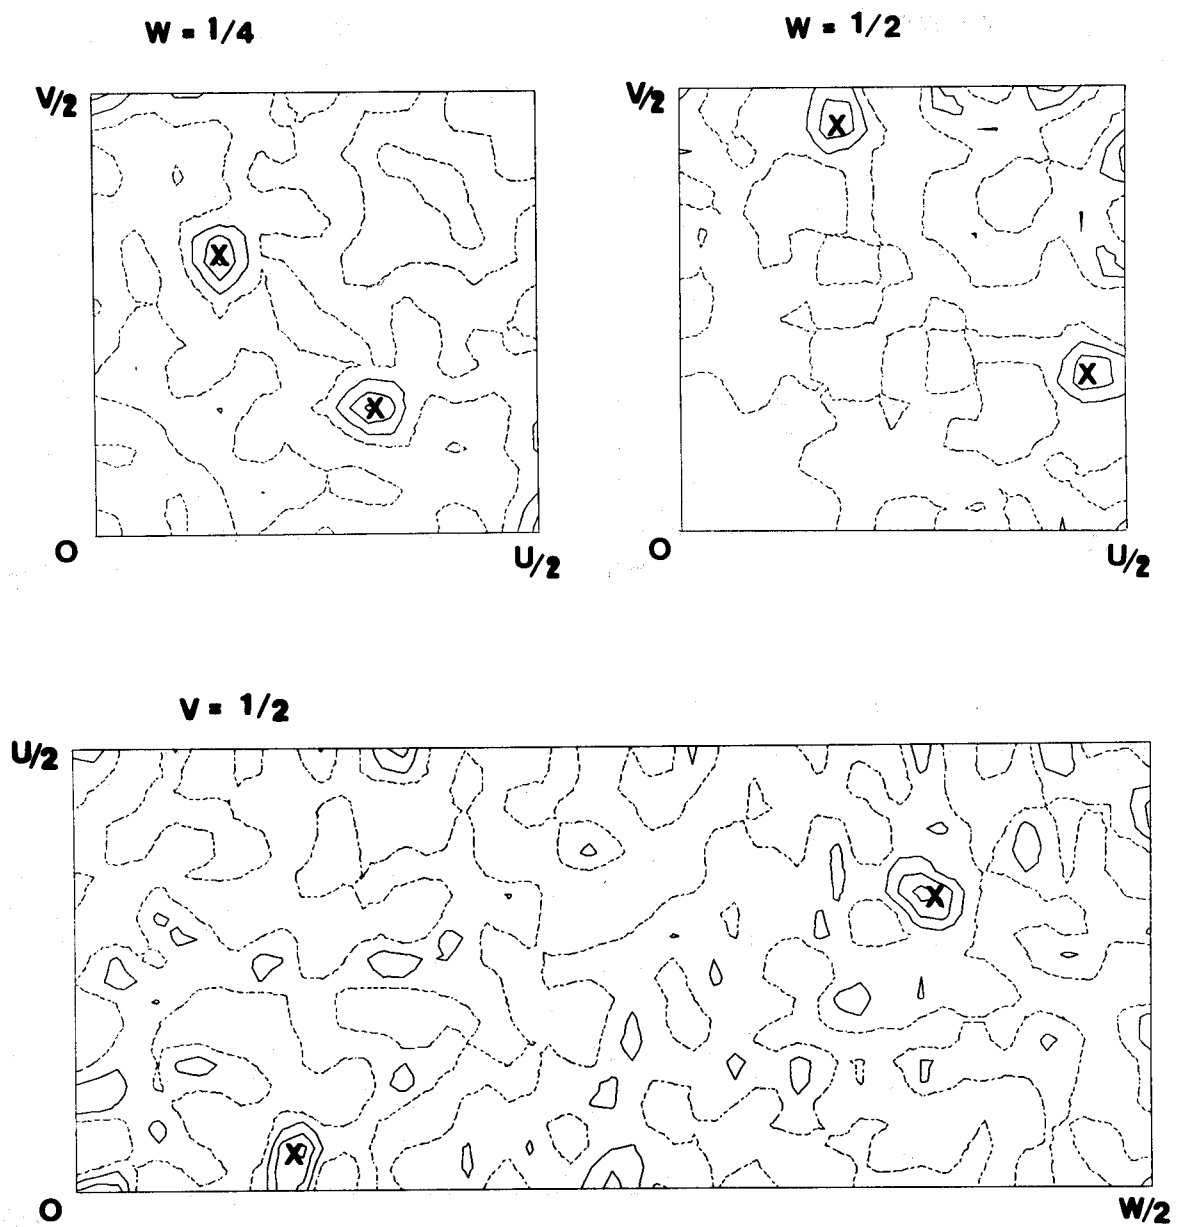 W = 1/4
W = 1/2
V/2
V/2
X
X
X
X
O
U/2
O
U/2
V = 1/2
U/2
X
X
O
W/2